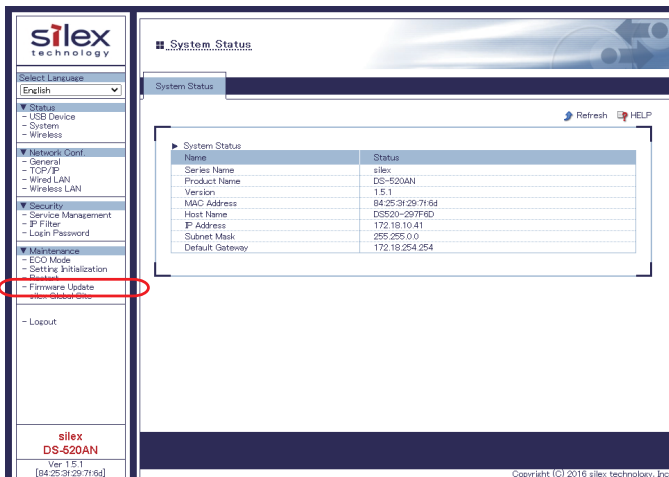 silex
technology
System Status
Select Language
English
System Status
▼ Status
- USB Device
- System
- Wireless
Refresh
HELP
▼ Network Conf.
- General
- TCP/IP
- Wired LAN
- Wireless LAN
▼ Security
- Service Management
- IP Filter
- Login Password
▼ Maintenance
- ECO Mode
- Setting Initialization
- Restart
- Firmware Update
- silex Global Site
- Logout
▶ System Status
Name Status
Series Name silex
Product Name DS-520AN
Version 1.5.1
MAC Address 84:25:3f:29:7f:6d
Host Name DS520-297F6D
IP Address 172.18.10.41
Subnet Mask 255.255.0.0
Default Gateway 172.18.254.254
silex
DS-520AN
Ver 1.5.1
[84:25:3f:29:7f:6d]
Copyright (C) 2016 silex technology, Inc